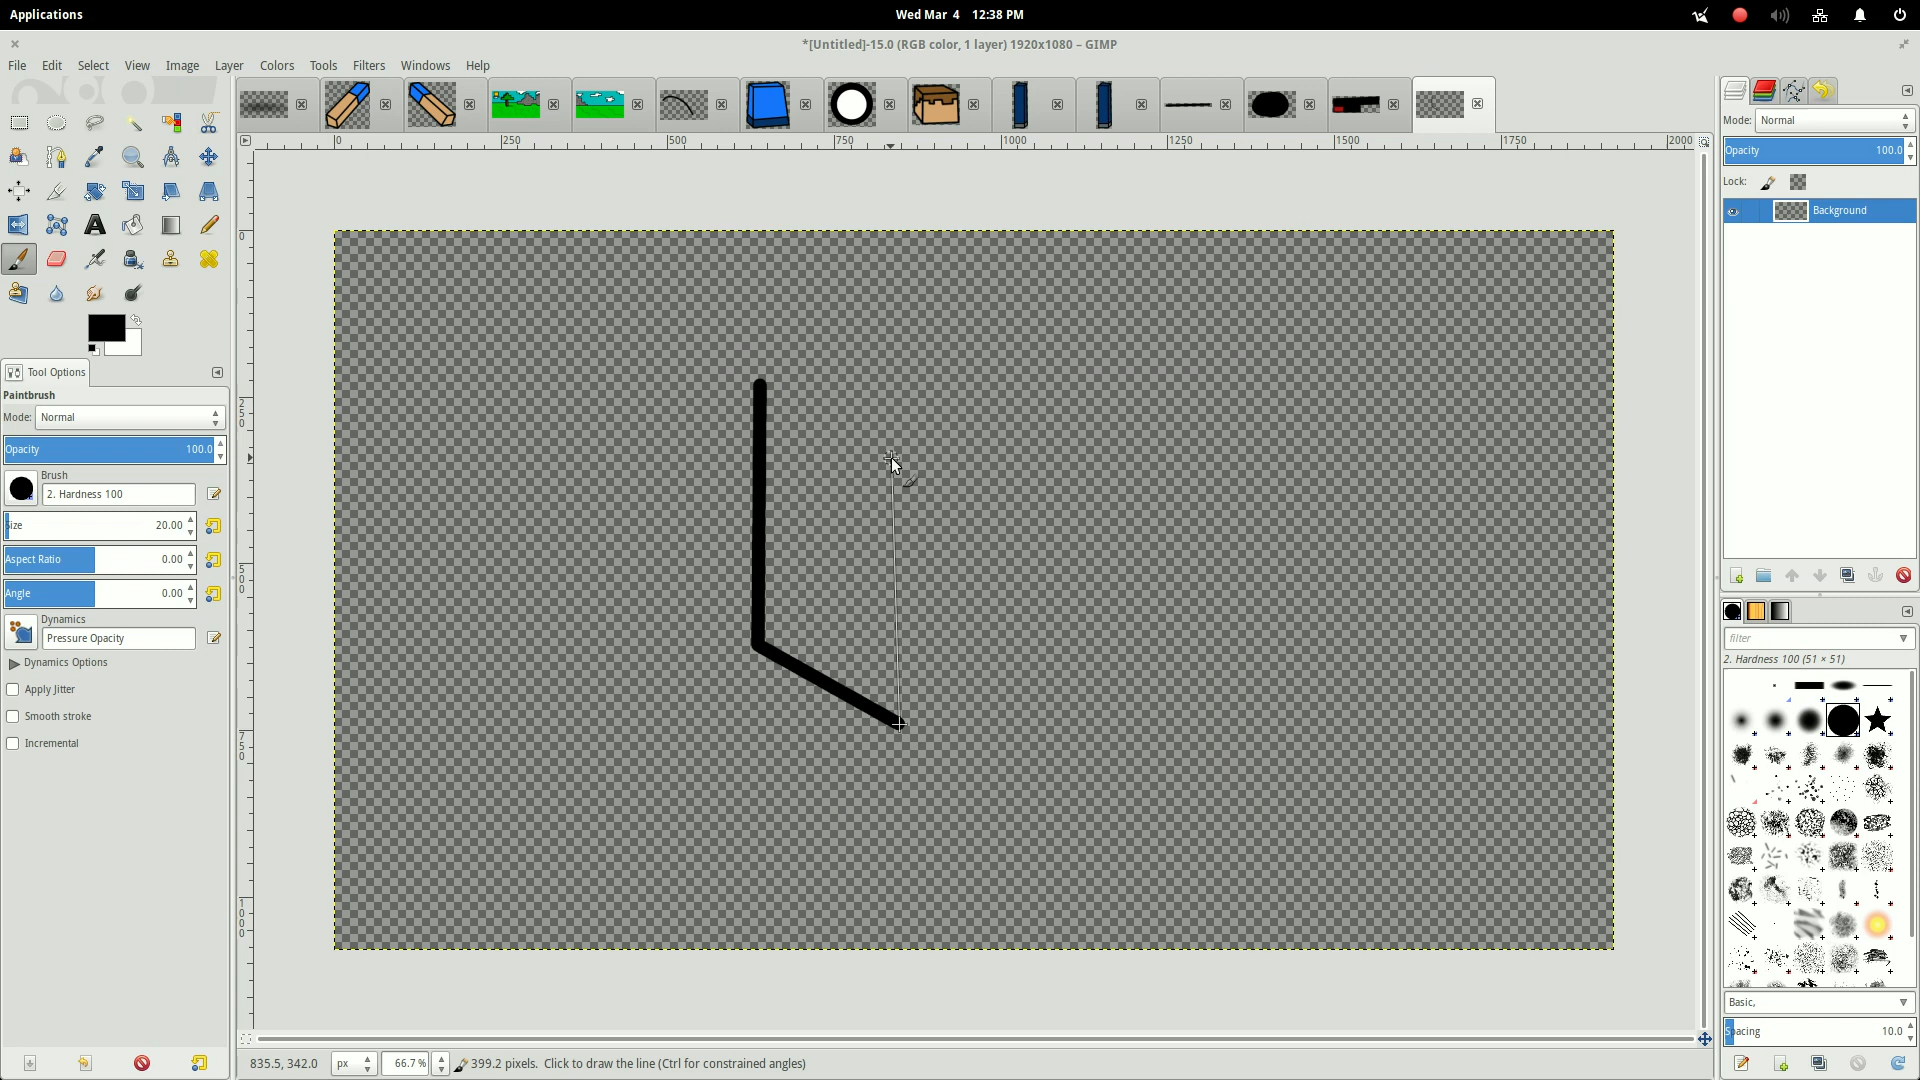 Applications
Wed Mar 4 12:38 PM
*[Untitled]-15.0 (RGB color, 1 layer) 1920x1080 – GIMP
File Edit Select View Image Layer Colors Tools Filters Windows Help
0 250 500 750 1000 1250 1500 1750 2000
0
250
500
750
1000
Tool Options
Paintbrush
Mode: Normal
Opacity 100.0
Brush
2. Hardness 100
Size 20.00
Aspect Ratio 0.00
Angle 0.00
Dynamics
Pressure Opacity
Dynamics Options
Apply Jitter
Smooth stroke
Incremental
835.5, 342.0 px 66.7% 399.2 pixels. Click to draw the line (Ctrl for constrained angles)
Mode: Normal
Opacity 100.0
Lock:
Background
filter
2. Hardness 100 (51 × 51)
Basic,
Spacing 10.0